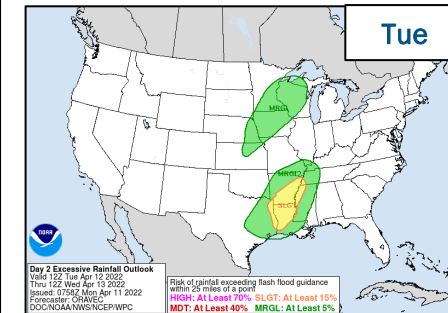 Tue
MRGL
MRGL
SLGT
NOAA
Day 2 Excessive Rainfall Outlook
Valid 12Z Tue Apr 12 2022
Thru 12Z Wed Apr 13 2022
Issued: 0758Z Mon Apr 11 2022
Forecaster: ORAVEC
DOC/NOAA/NWS/NCEP/WPC
Risk of rainfall exceeding flash flood guidance
within 25 miles of a point
HIGH: At Least 70% SLGT: At Least 15%
MDT: At Least 40% MRGL: At Least 5%